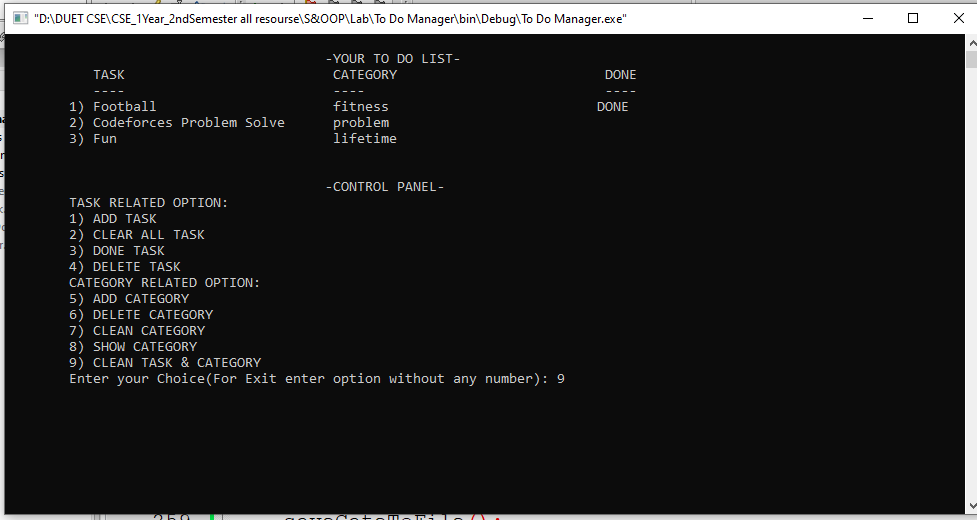 "D:\DUET CSE\CSE_1Year_2ndSemester all resourse\S&OOP\Lab\To Do Manager\bin\Debug\To Do Manager.exe"
-YOUR TO DO LIST-
TASK CATEGORY DONE
---- ---- ----
1) Football fitness DONE
2) Codeforces Problem Solve problem
3) Fun lifetime
-CONTROL PANEL-
TASK RELATED OPTION:
1) ADD TASK
2) CLEAR ALL TASK
3) DONE TASK
4) DELETE TASK
CATEGORY RELATED OPTION:
5) ADD CATEGORY
6) DELETE CATEGORY
7) CLEAN CATEGORY
8) SHOW CATEGORY
9) CLEAN TASK & CATEGORY
Enter your Choice(For Exit enter option without any number): 9